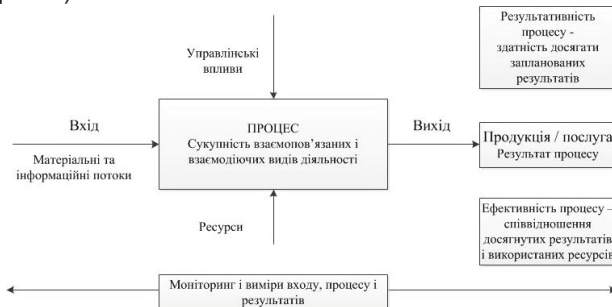 Результативність
процесу -
здатність досягати
запланованих
результатів
Управлінські
впливи
Вхід
Матеріальні та
інформаційні потоки
ПРОЦЕС
Сукупність взаємопов’язаних і
взаємодіючих видів діяльності
Вихід
Продукція / послуга
Результат процесу
Ресурси
Ефективність процесу –
співвідношення
досягнутих результатів
і використаних ресурсів
Моніторинг і виміри входу, процесу і
результатів